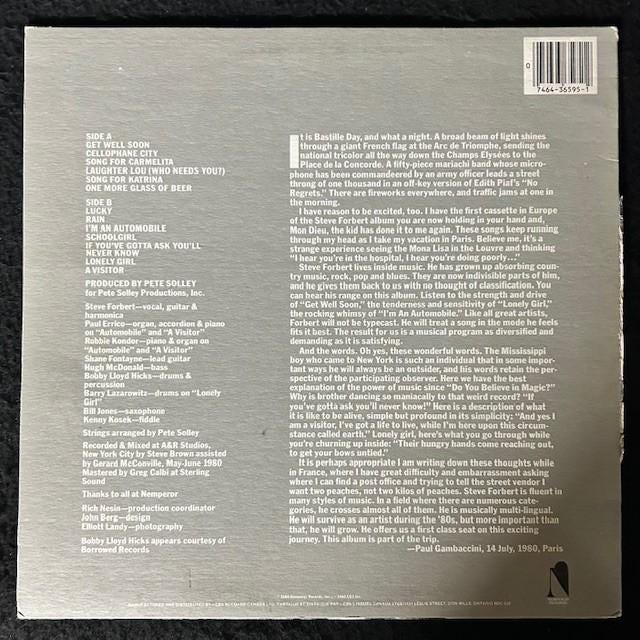 0
7464-36595-1
SIDE A
GET WELL SOON
CELLOPHANE CITY
SONG FOR CARMELITA
LAUGHTER LOU (WHO NEEDS YOU?)
SONG FOR KATRINA
ONE MORE GLASS OF BEER
SIDE B
LUCKY
RAIN
I'M AN AUTOMOBILE
SCHOOLGIRL
IF YOU'VE GOTTA ASK YOU'LL
NEVER KNOW
LONELY GIRL
A VISITOR
PRODUCED BY PETE SOLLEY
for Pete Solley Productions, Inc.
Steve Forbert—vocal, guitar &
harmonica
Paul Errico—organ, accordion & piano
on "Automobile" and "A Visitor"
Robbie Kondor—piano & organ on
"Automobile" and "A Visitor"
Shane Fontayne—lead guitar
Hugh McDonald—bass
Bobby Lloyd Hicks—drums &
percussion
Barry Lazarowitz—drums on "Lonely
Girl"
Bill Jones—saxophone
Kenny Kosek—fiddle
Strings arranged by Pete Solley
Recorded & Mixed at A&R Studios,
New York City by Steve Brown assisted
by Gerard McConville, May-June 1980
Mastered by Greg Calbi at Sterling
Sound
Thanks to all at Nemperor
Rich Nesin—production coordinator
John Berg—design
Elliott Landy—photography
Bobby Lloyd Hicks appears courtesy of
Borrowed Records
It is Bastille Day, and what a night. A broad beam of light shines
through a giant French flag at the Arc de Triomphe, sending the
national tricolor all the way down the Champs Elysées to the
Place de la Concorde. A fifty-piece mariachi band whose micro-
phone has been commandeered by an army officer leads a street
throng of one thousand in an off-key version of Edith Piaf's "No
Regrets." There are fireworks everywhere, and traffic jams at one in
the morning.
I have reason to be excited, too. I have the first cassette in Europe
of the Steve Forbert album you are now holding in your hand and,
Mon Dieu, the kid has done it to me again. These songs keep running
through my head as I take my vacation in Paris. Believe me, it's a
strange experience seeing the Mona Lisa in the Louvre and thinking
"I hear you're in the hospital, I hear you're doing poorly..."
Steve Forbert lives inside music. He has grown up absorbing coun-
try music, rock, pop and blues. They are now indivisible parts of him,
and he gives them back to us with no thought of classification. You
can hear his range on this album. Listen to the strength and drive
of "Get Well Soon," the tenderness and sensitivity of "Lonely Girl,"
the rocking whimsy of "I'm An Automobile." Like all great artists,
Forbert will not be typecast. He will treat a song in the mode he feels
fits it best. The result for us is a musical program as diversified and
demanding as it is satisfying.
And the words. Oh yes, these wonderful words. The Mississippi
boy who came to New York is such an individual that in some impor-
tant ways he will always be an outsider, and his words retain the per-
spective of the participating observer. Here we have the best
explanation of the power of music since "Do You Believe in Magic?"
Why is brother dancing so maniacally to that weird record? "If
you've gotta ask you'll never know!" Here is a description of what
it is like to be alive, simple but profound in its simplicity: "And yes I
am a visitor, I've got a life to live, while I'm here upon this circum-
stance called earth." Lonely girl, here's what you go through while
you're churning up inside: "Their hungry hands come reaching out,
to get your bows untied."
It is perhaps appropriate I am writing down these thoughts while
in France, where I have great difficulty and embarrassment asking
where I can find a post office and trying to tell the street vendor I
want two peaches, not two kilos of peaches. Steve Forbert is fluent in
many styles of music. In a field where there are numerous cate-
gories, he crosses almost all of them. He is musically multi-lingual.
He will survive as an artist during the '80s, but more important than
that, he will grow. He offers us a first class seat on this exciting
journey. This album is part of the trip.
—Paul Gambaccini, 14 July, 1980, Paris